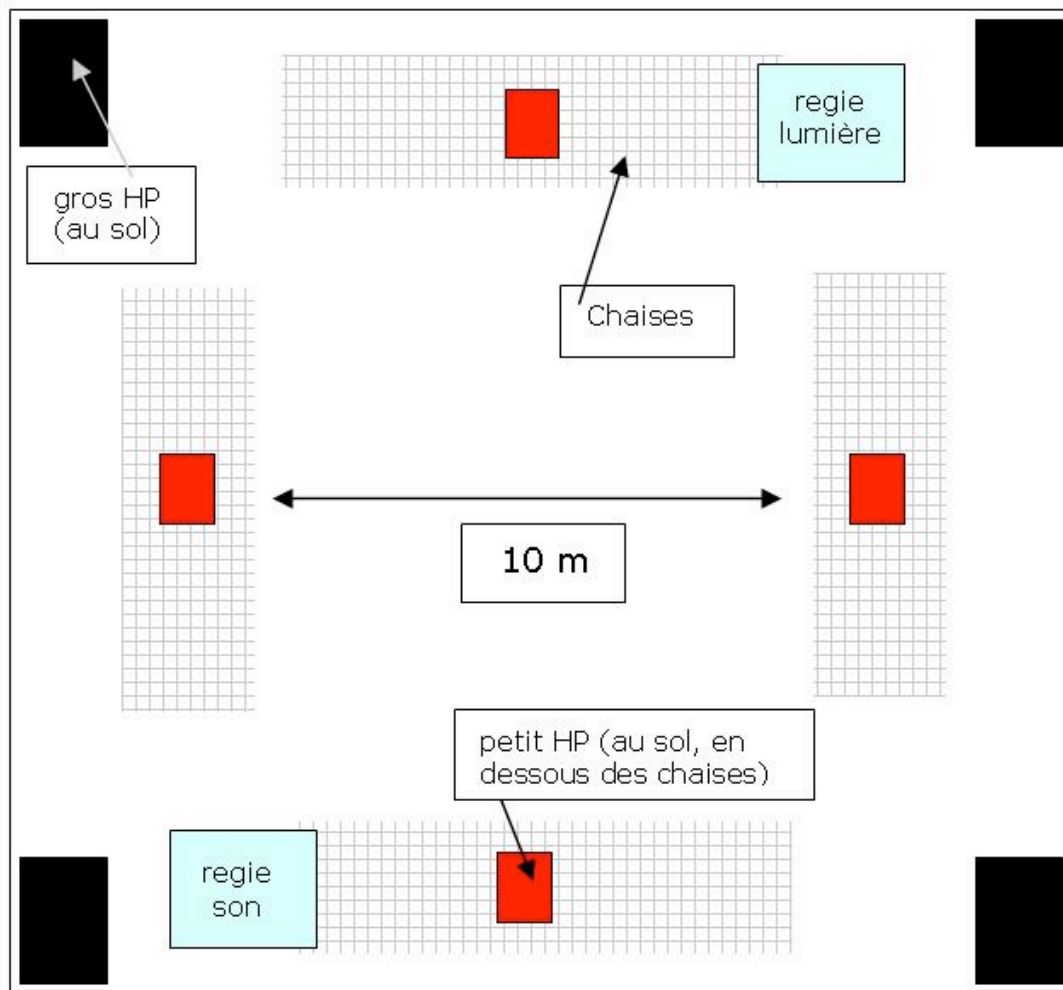 regie
lumière
gros HP
(au sol)
Chaises
10 m
petit HP (au sol, en
dessous des chaises)
regie
son